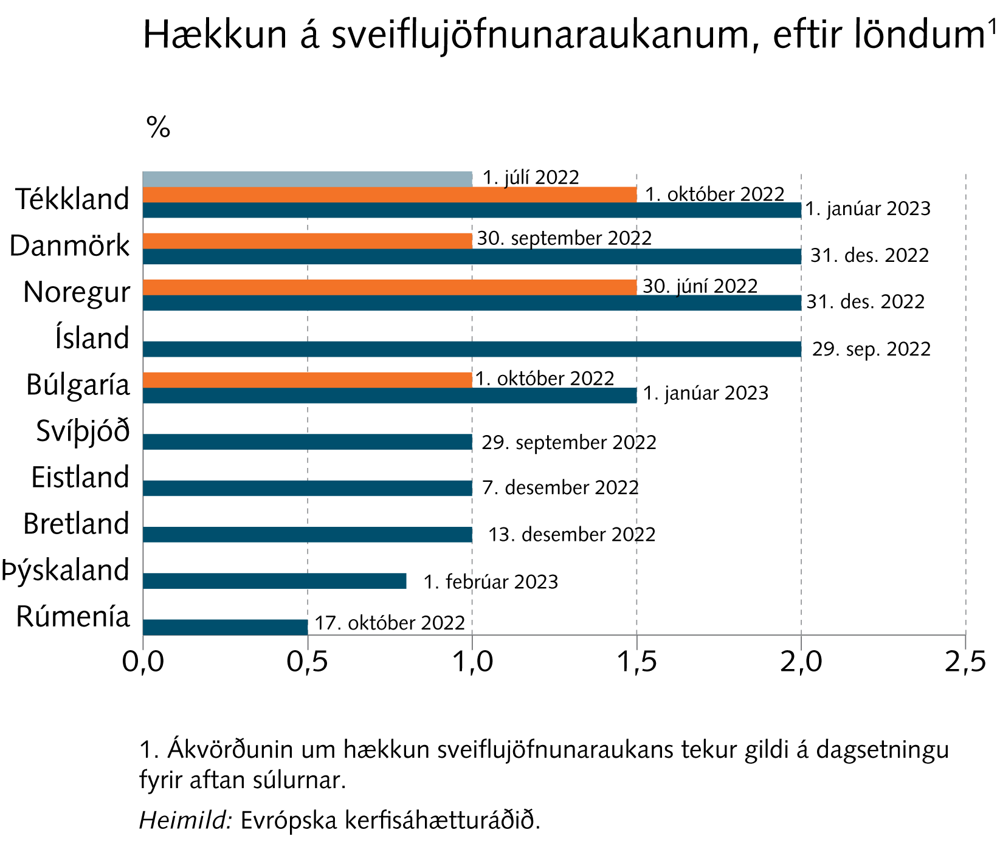 Hækkun á sveiflujöfnunaraukanum, eftir löndum¹
%
1. júlí 2022
Tékkland
1. október 2022
1. janúar 2023
Danmörk
30. september 2022
31. des. 2022
Noregur
30. júní 2022
31. des. 2022
Ísland
29. sep. 2022
Búlgaría
1. október 2022
1. janúar 2023
Svíþjóð
29. september 2022
Eistland
7. desember 2022
Bretland
13. desember 2022
Þýskaland
1. febrúar 2023
Rúmenía
17. október 2022
0,0 0,5 1,0 1,5 2,0 2,5
1. Ákvörðunin um hækkun sveiflujöfnunaraukans tekur gildi á dagsetningu
fyrir aftan súlurnar.
Heimild: Evrópska kerfisáhætturáðið.